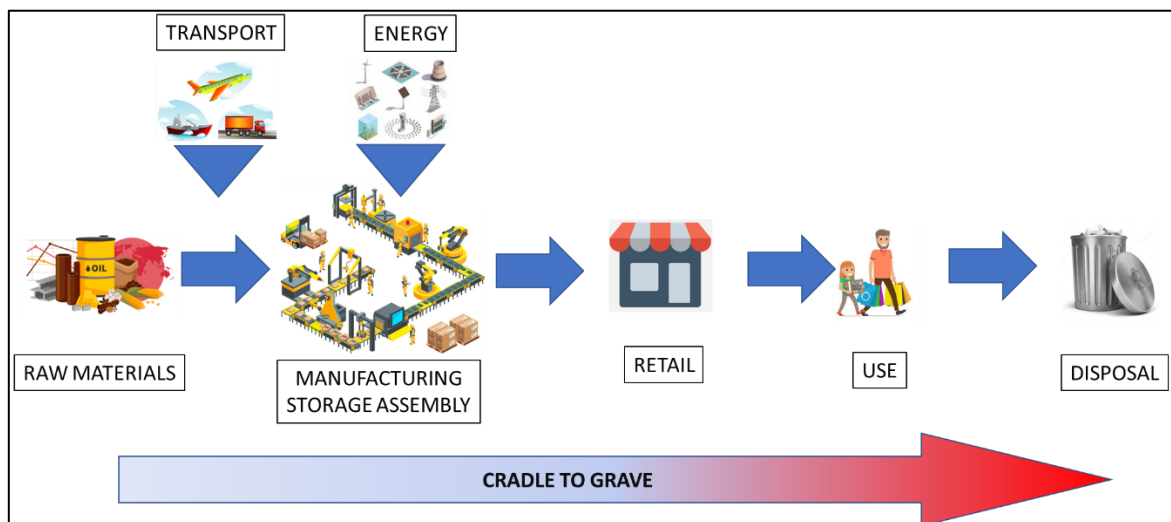 TRANSPORT
ENERGY
OIL
RAW MATERIALS
MANUFACTURING
STORAGE ASSEMBLY
RETAIL
USE
DISPOSAL
CRADLE TO GRAVE